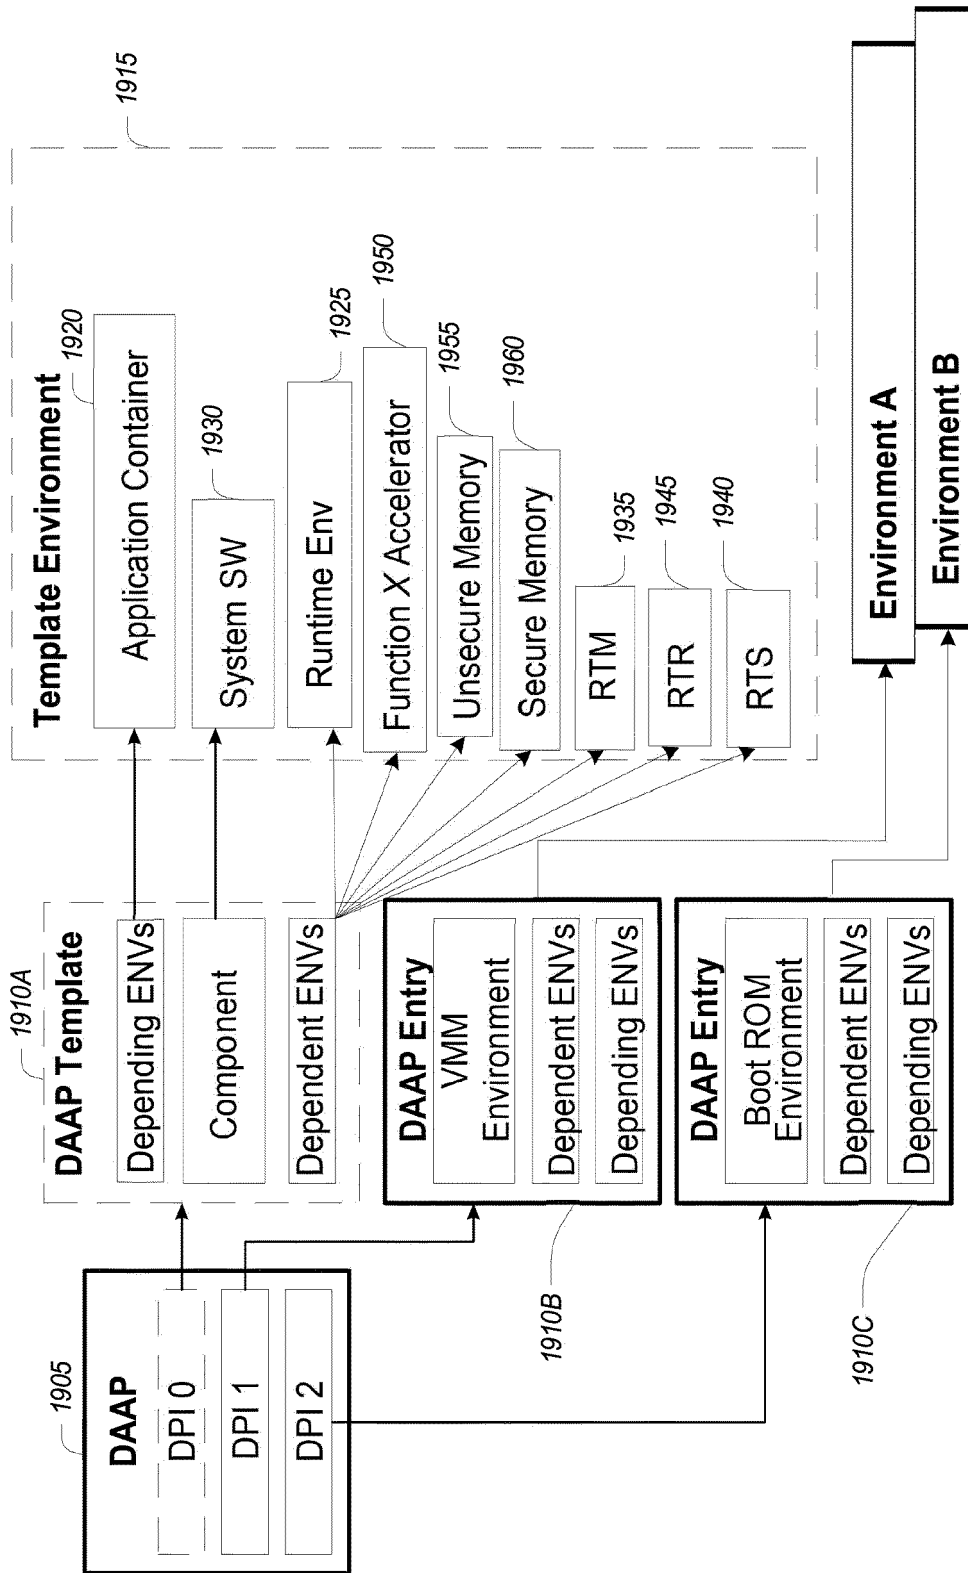 1905
DAAP
DPI 0
DPI 1
DPI 2
1910A
DAAP Template
Depending ENVs
Component
Dependent ENVs
DAAP Entry
VMM
Environment
Dependent ENVs
Depending ENVs
1910B
DAAP Entry
Boot ROM
Environment
Dependent ENVs
Depending ENVs
1910C
1915
Template Environment
1920
Application Container
1930
System SW
1925
Runtime Env
1950
Function X Accelerator
1955
Unsecure Memory
1960
Secure Memory
1935
RTM
1945
RTR
1940
RTS
Environment A
Environment B